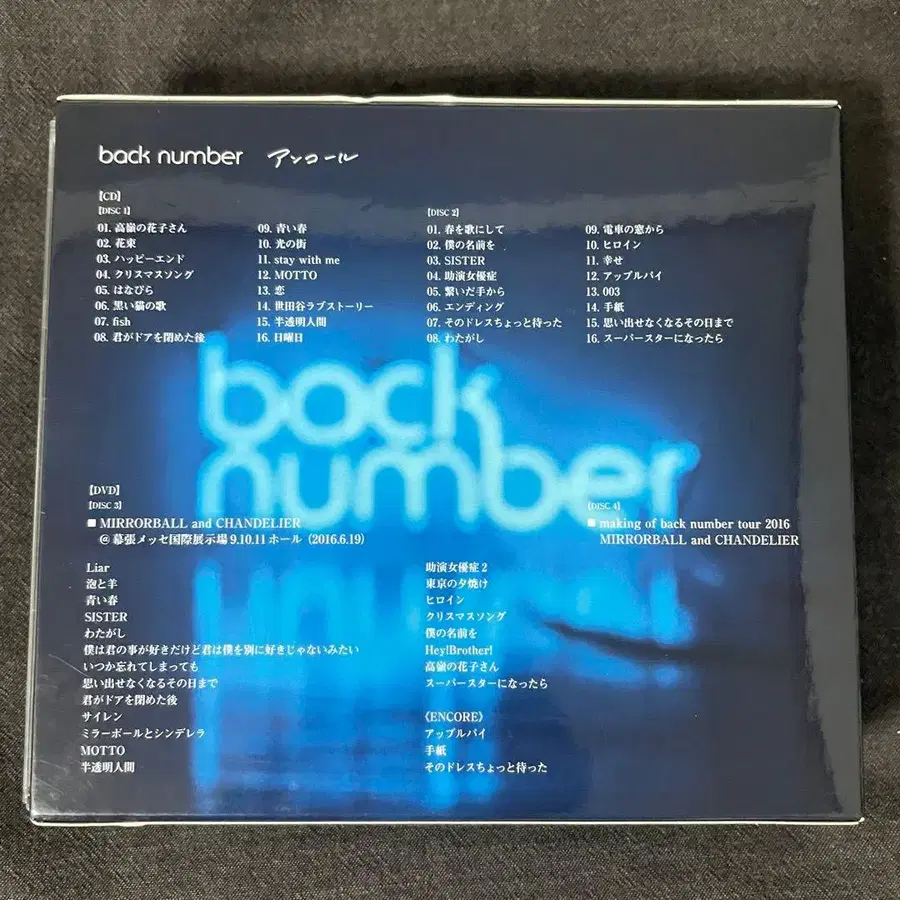 back number アンコール
【CD】
【DISC 1】
01. 高嶺の花子さん
02. 花束
03. ハッピーエンド
04. クリスマスソング
05. はなびら
06. 黒い猫の歌
07. fish
08. 君がドアを閉めた後
09. 青い春
10. 光の街
11. stay with me
12. MOTTO
13. 恋
14. 世田谷ラブストーリー
15. 半透明人間
16. 日曜日
【DISC 2】
01. 春を歌にして
02. 僕の名前を
03. SISTER
04. 助演女優症
05. 繋いだ手から
06. エンディング
07. そのドレスちょっと待った
08. わたがし
09. 電車の窓から
10. ヒロイン
11. 幸せ
12. アップルパイ
13. 003
14. 手紙
15. 思い出せなくなるその日まで
16. スーパースターになったら
back
number
【DVD】
【DISC 3】
■ MIRRORBALL and CHANDELIER
@ 幕張メッセ国際展示場 9.10.11 ホール (2016.6.19)
Liar
泡と羊
青い春
SISTER
わたがし
僕は君の事が好きだけど君は僕を別に好きじゃないみたい
いつか忘れてしまっても
思い出せなくなるその日まで
君がドアを閉めた後
サイレン
ミラーボールとシンデレラ
MOTTO
半透明人間
助演女優症 2
東京の夕焼け
ヒロイン
クリスマスソング
僕の名前を
Hey!Brother!
高嶺の花子さん
スーパースターになったら
《ENCORE》
アップルパイ
手紙
そのドレスちょっと待った
【DISC 4】
■ making of back number tour 2016
MIRRORBALL and CHANDELIER